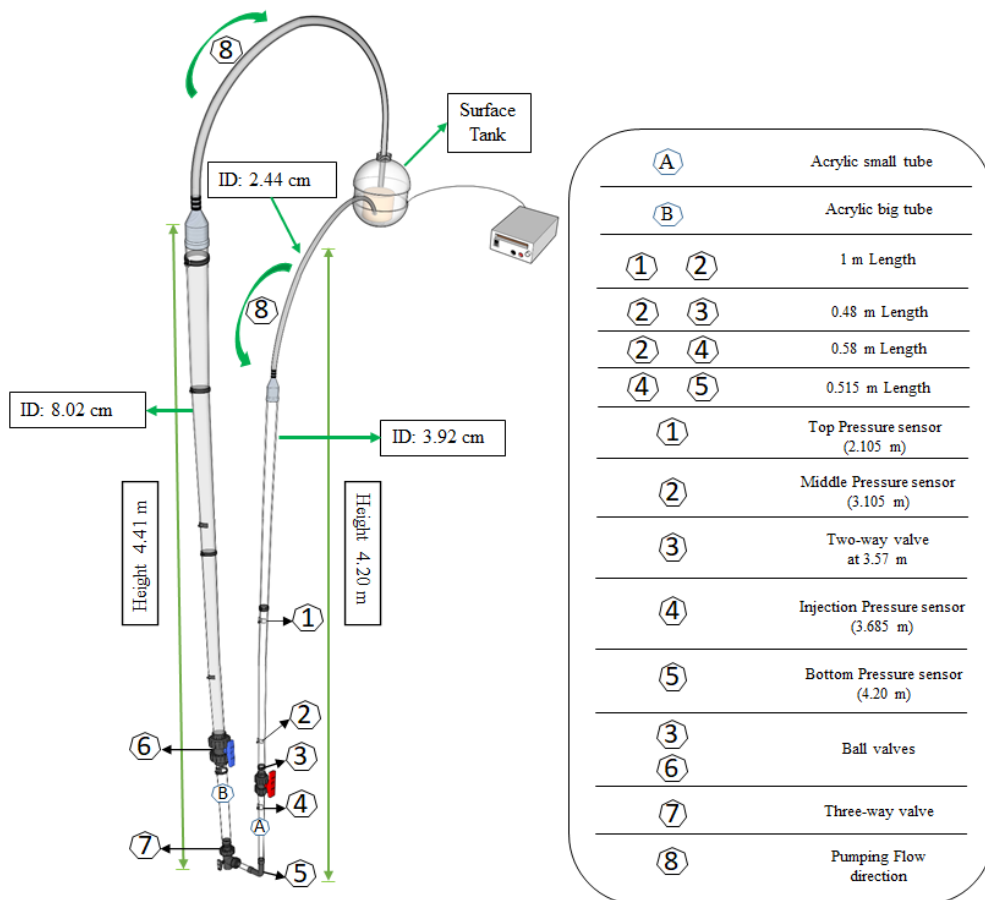 8
Surface
Tank
ID: 2.44 cm
8
ID: 8.02 cm
ID: 3.92 cm
Height 4.41 m
Height 4.20 m
1
2
6
3
B
4
A
7
5
A Acrylic small tube
B Acrylic big tube
1 2 1 m Length
2 3 0.48 m Length
2 4 0.58 m Length
4 5 0.515 m Length
1 Top Pressure sensor
(2.105 m)
2 Middle Pressure sensor
(3.105 m)
3 Two-way valve
at 3.57 m
4 Injection Pressure sensor
(3.685 m)
5 Bottom Pressure sensor
(4.20 m)
3
6 Ball valves
7 Three-way valve
8 Pumping Flow
direction